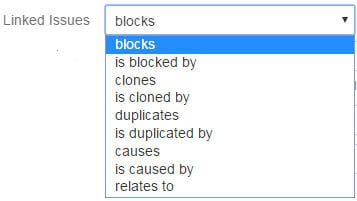 Linked Issues blocks
blocks
is blocked by
clones
is cloned by
duplicates
is duplicated by
causes
is caused by
relates to